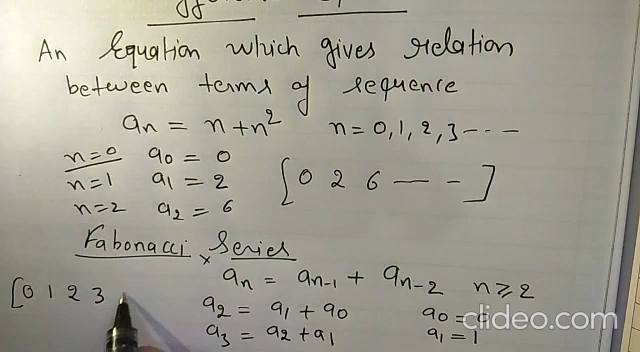 An Equation which gives relation
between terms of sequence
an = n+n² n = 0, 1, 2, 3 - - -
n=0 a0 = 0
n=1 a1 = 2 [ 0 2 6 — – ]
n=2 a2 = 6
Fabonacci Series
an = an-1 + an-2 n ≥ 2
[0 1 2 3
a2 = a1 + a0 a0 =
a3 = a2 + a1 a1 = 1
clideo.com